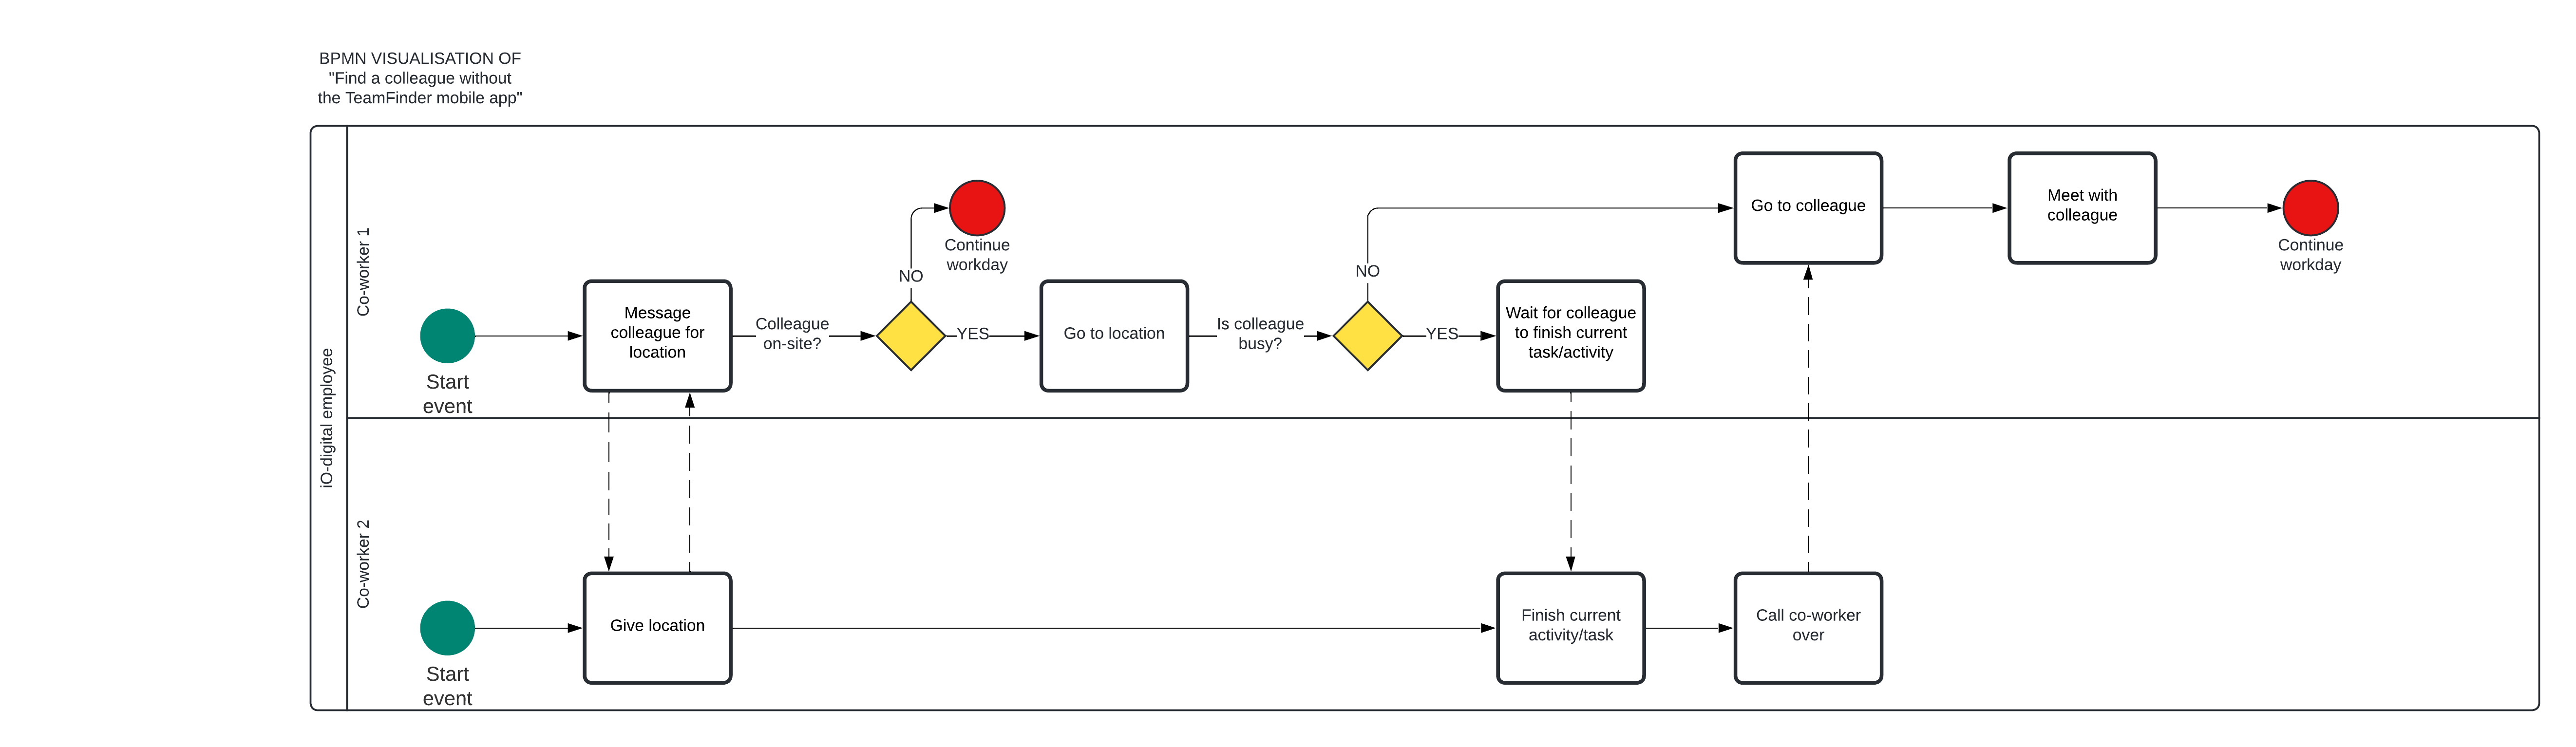 BPMN VISUALISATION OF
"Find a colleague without
the TeamFinder mobile app"
iO-digital employee
Co-worker 1
Start
event
Message
colleague for
location
Colleague
on-site?
NO
Continue
workday
YES
Go to location
Is colleague
busy?
NO
YES
Wait for colleague
to finish current
task/activity
Go to colleague
Meet with
colleague
Continue
workday
Co-worker 2
Start
event
Give location
Finish current
activity/task
Call co-worker
over